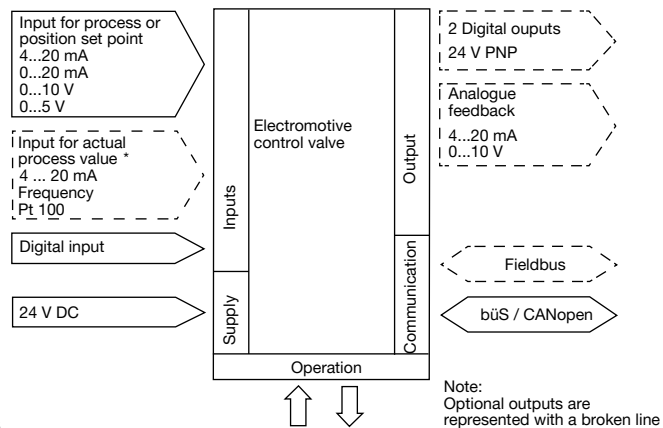 Input for process or
position set point
4...20 mA
0...20 mA
0...10 V
0...5 V
Input for actual
process value *
4 ... 20 mA
Frequency
Pt 100
Digital input
24 V DC
Inputs
Supply
Electromotive
control valve
Output
Communication
Operation
2 Digital ouputs
24 V PNP
Analogue
feedback
4...20 mA
0...10 V
Fieldbus
büS / CANopen
Note:
Optional outputs are
represented with a broken line